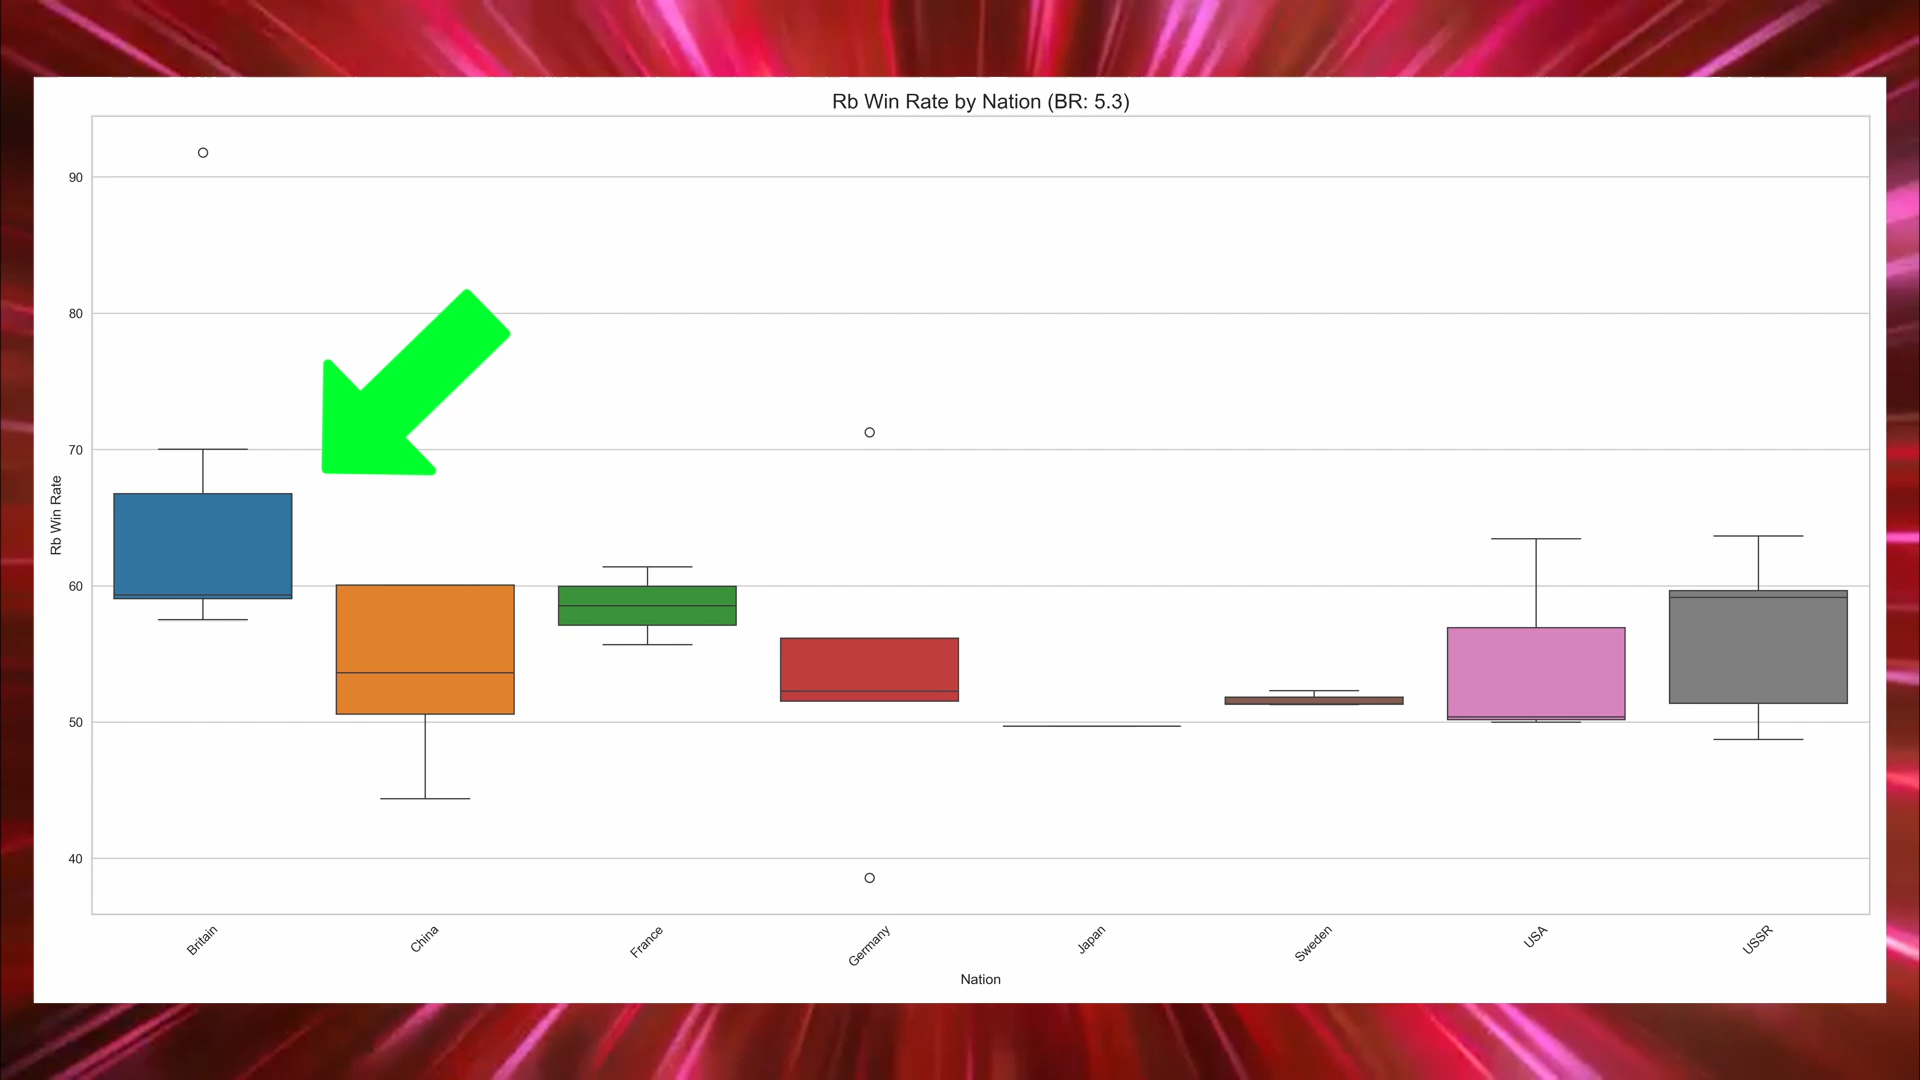 Rb Win Rate by Nation (BR: 5.3)
90
80
70
60
50
40
Rb Win Rate
Britain
China
France
Germany
Japan
Sweden
USA
USSR
Nation